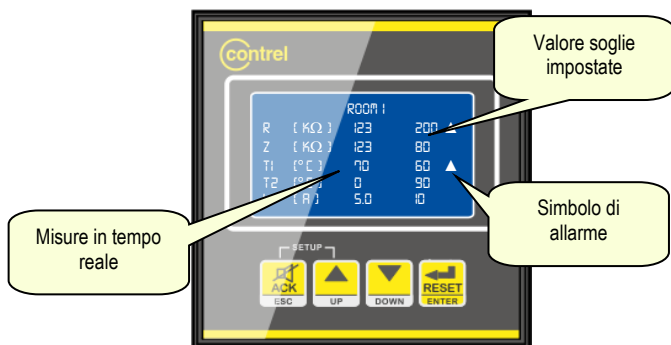 contrel
Valore soglie
impostate
ROOM 1
R [ KΩ ] 123 200 ▲
Z [ KΩ ] 123 80
T1 [°C] 70 60 ▲
T2 0 90
[ A ] 5.0 10
Misure in tempo
reale
Simbolo di
allarme
SETUP
ACK
ESC
UP
DOWN
RESET
ENTER